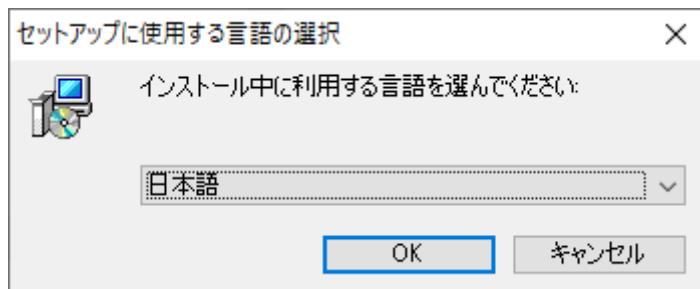 セットアップに使用する言語の選択
インストール中に利用する言語を選んでください:
日本語
OK
キャンセル